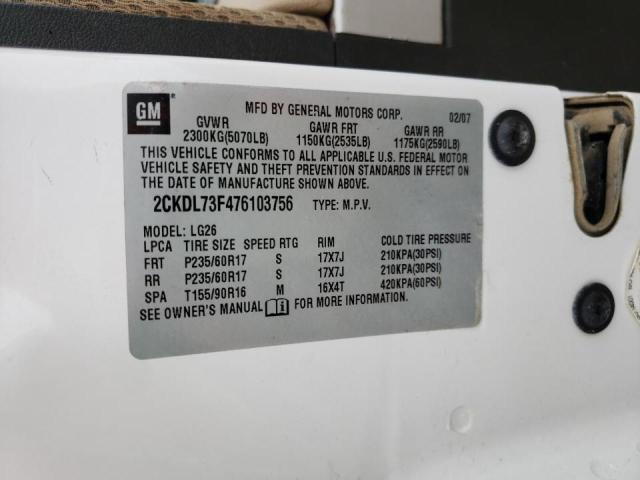 GM
MFD BY GENERAL MOTORS CORP. 02/07
GVWR GAWR FRT GAWR RR
2300KG(5070LB) 1150KG(2535LB) 1175KG(2590LB)
THIS VEHICLE CONFORMS TO ALL APPLICABLE U.S. FEDERAL MOTOR
VEHICLE SAFETY AND THEFT PREVENTION STANDARDS IN EFFECT ON
THE DATE OF MANUFACTURE SHOWN ABOVE.
2CKDL73F476103756 TYPE: M.P.V.
MODEL: LG26
LPCA TIRE SIZE SPEED RTG RIM COLD TIRE PRESSURE
FRT P235/60R17 S 17X7J 210KPA(30PSI)
RR P235/60R17 S 17X7J 210KPA(30PSI)
SPA T155/90R16 M 16X4T 420KPA(60PSI)
SEE OWNER'S MANUAL FOR MORE INFORMATION.